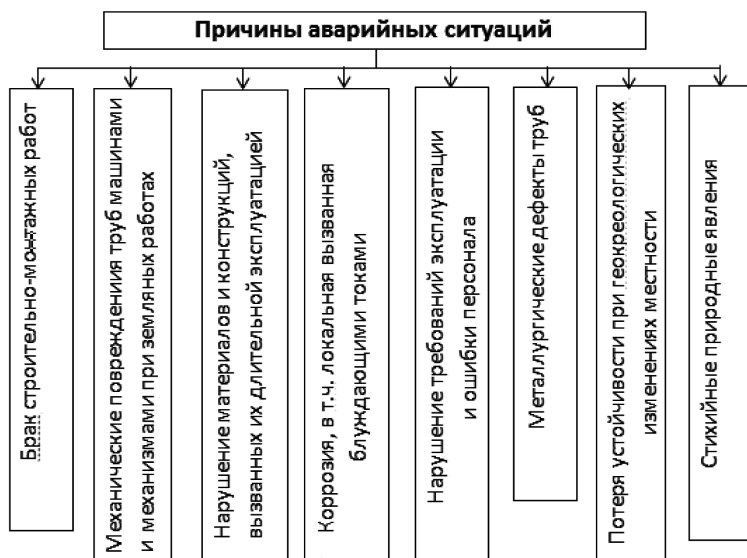 Причины аварийных ситуаций
Брак строительно-монтажных работ
Механические повреждения труб машинами
и механизмами при земляных работах
Нарушение материалов и конструкций,
вызванных их длительной эксплуатацией
Коррозия, в т.ч. локальная вызванная
блуждающими токами
Нарушение требований эксплуатации
и ошибки персонала
Металлургические дефекты труб
Потеря устойчивости при геокреологических
изменениях местности
Стихийные природные явления